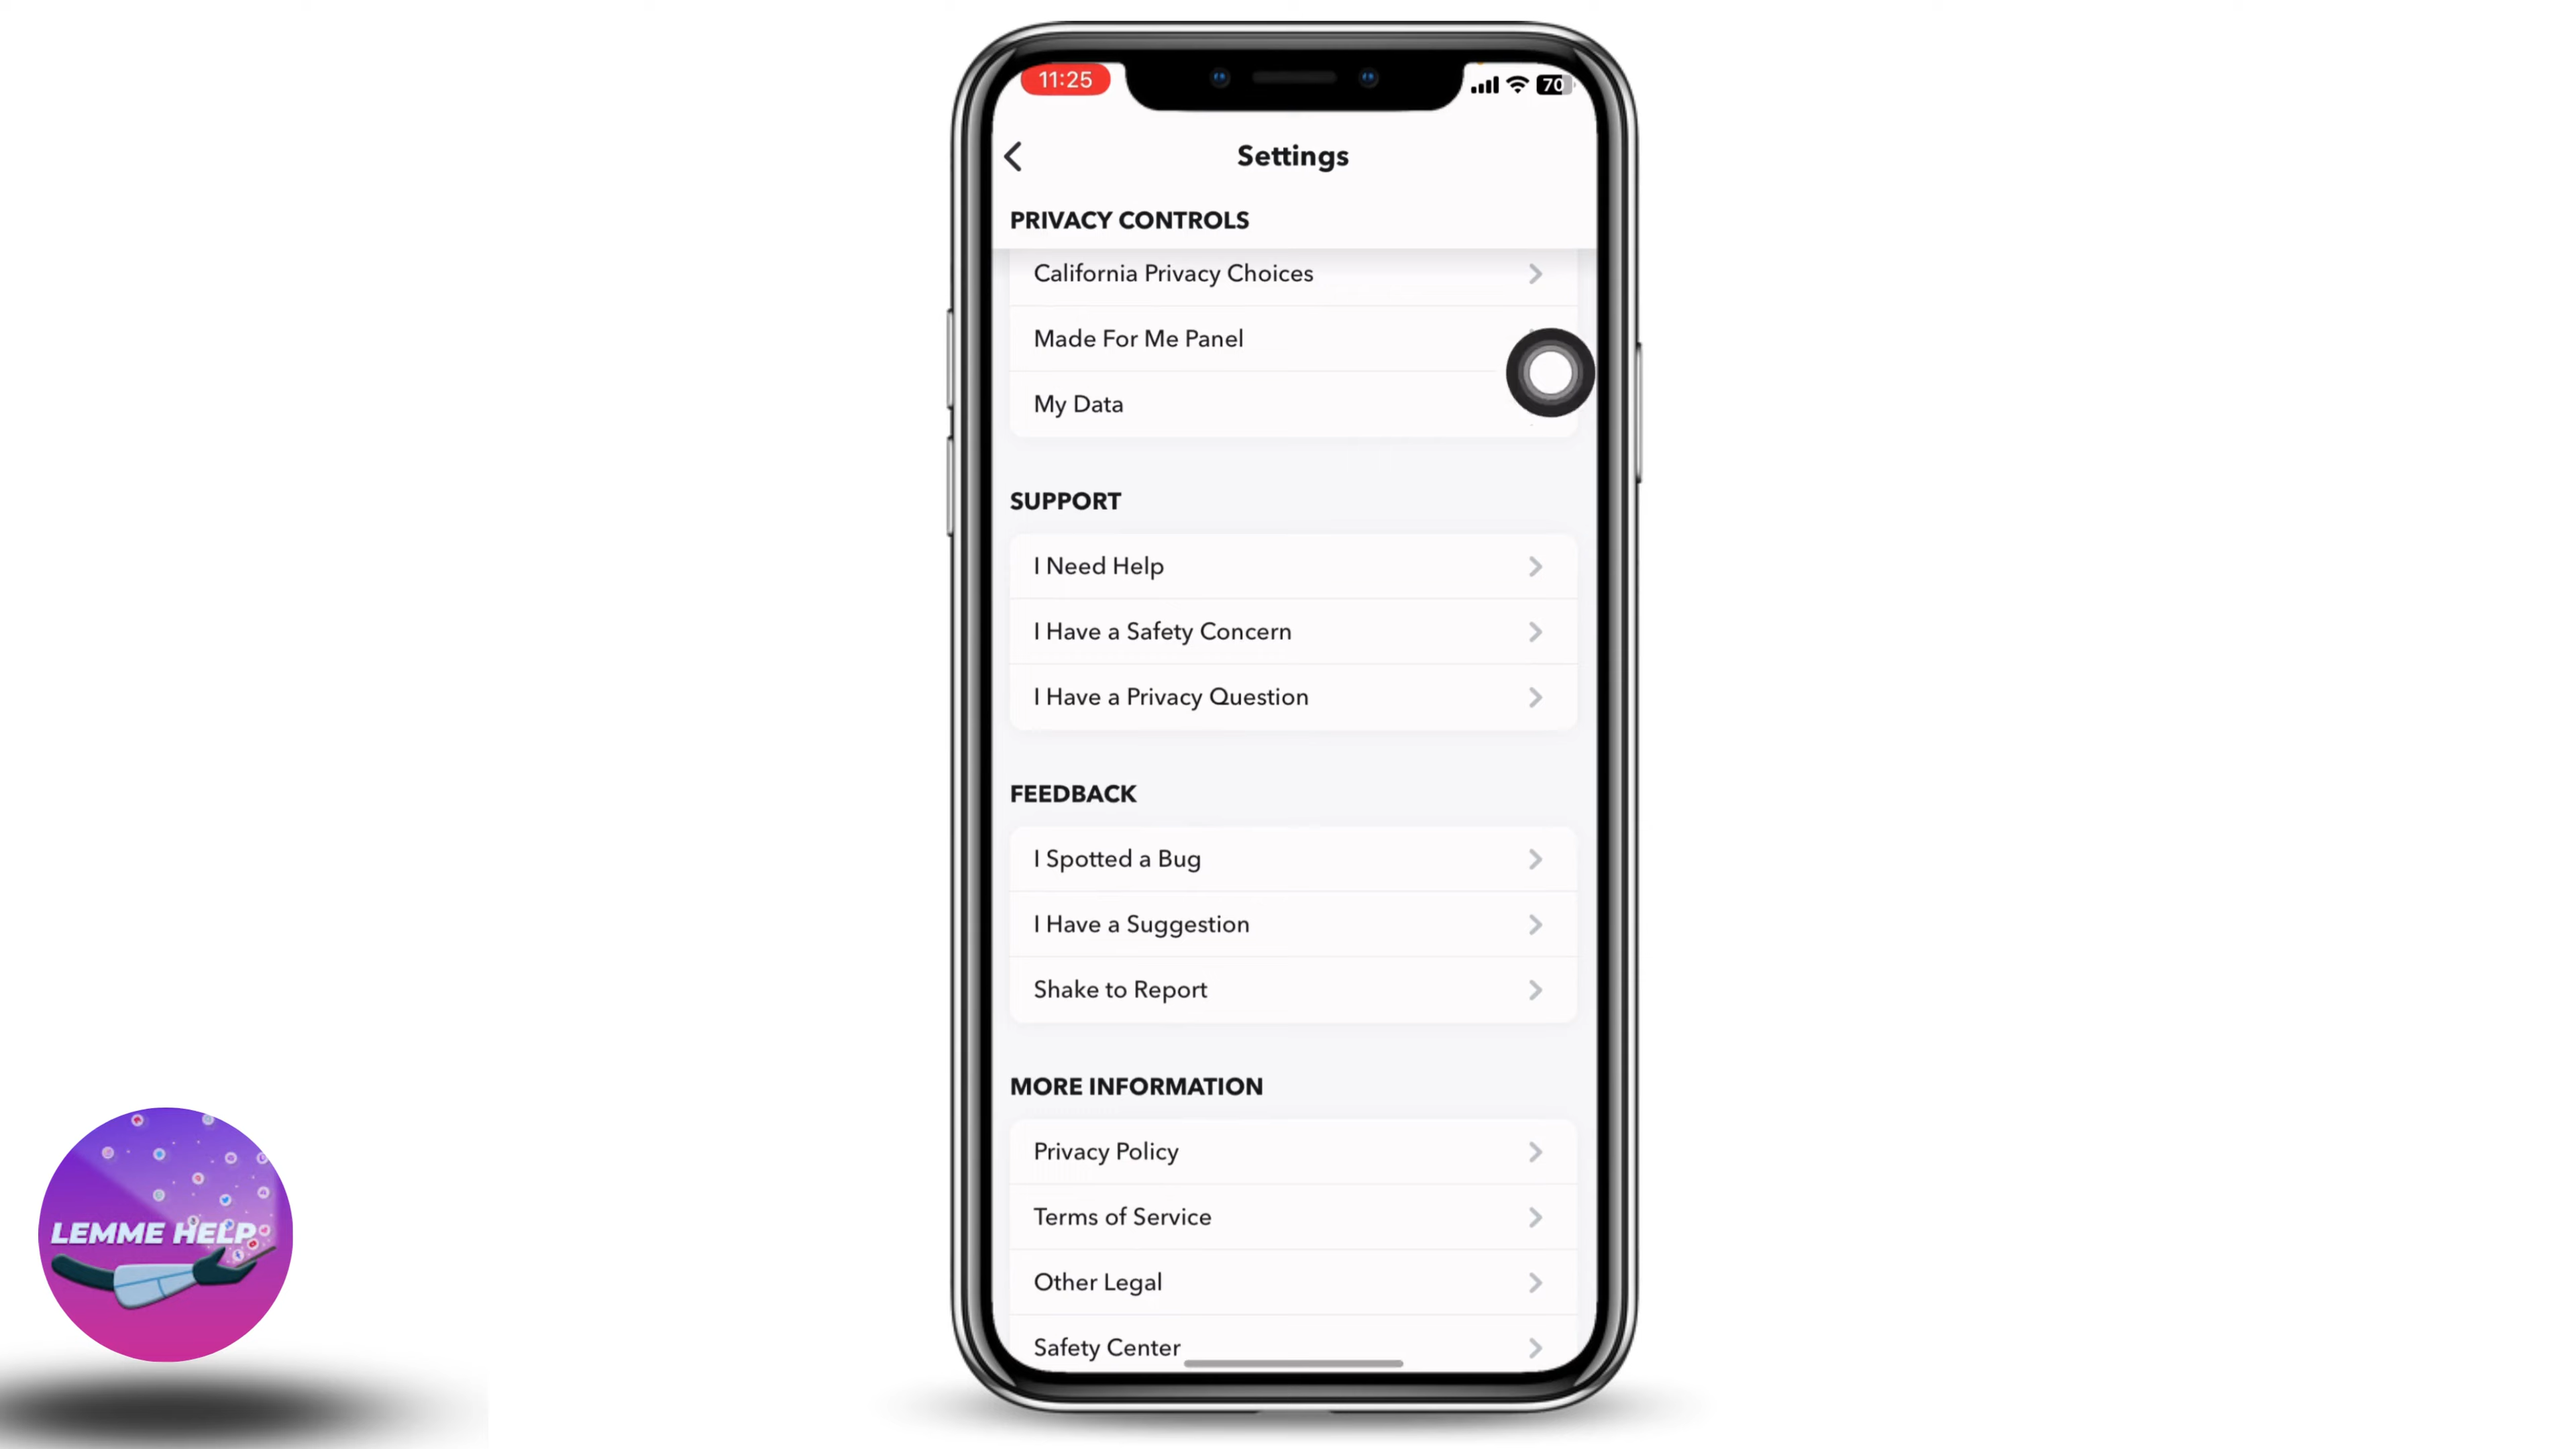 11:25
70
Settings
PRIVACY CONTROLS
California Privacy Choices
Made For Me Panel
My Data
SUPPORT
I Need Help
I Have a Safety Concern
I Have a Privacy Question
FEEDBACK
I Spotted a Bug
I Have a Suggestion
Shake to Report
MORE INFORMATION
Privacy Policy
Terms of Service
Other Legal
Safety Center
LEMME HELP